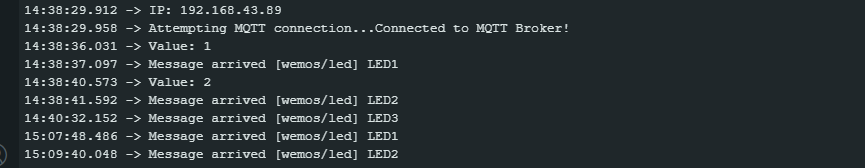 14:38:29.912 -> IP: 192.168.43.89
14:38:29.958 -> Attempting MQTT connection...Connected to MQTT Broker!
14:38:36.031 -> Value: 1
14:38:37.097 -> Message arrived [wemos/led] LED1
14:38:40.573 -> Value: 2
14:38:41.592 -> Message arrived [wemos/led] LED2
14:40:32.152 -> Message arrived [wemos/led] LED3
15:07:48.486 -> Message arrived [wemos/led] LED1
15:09:40.048 -> Message arrived [wemos/led] LED2